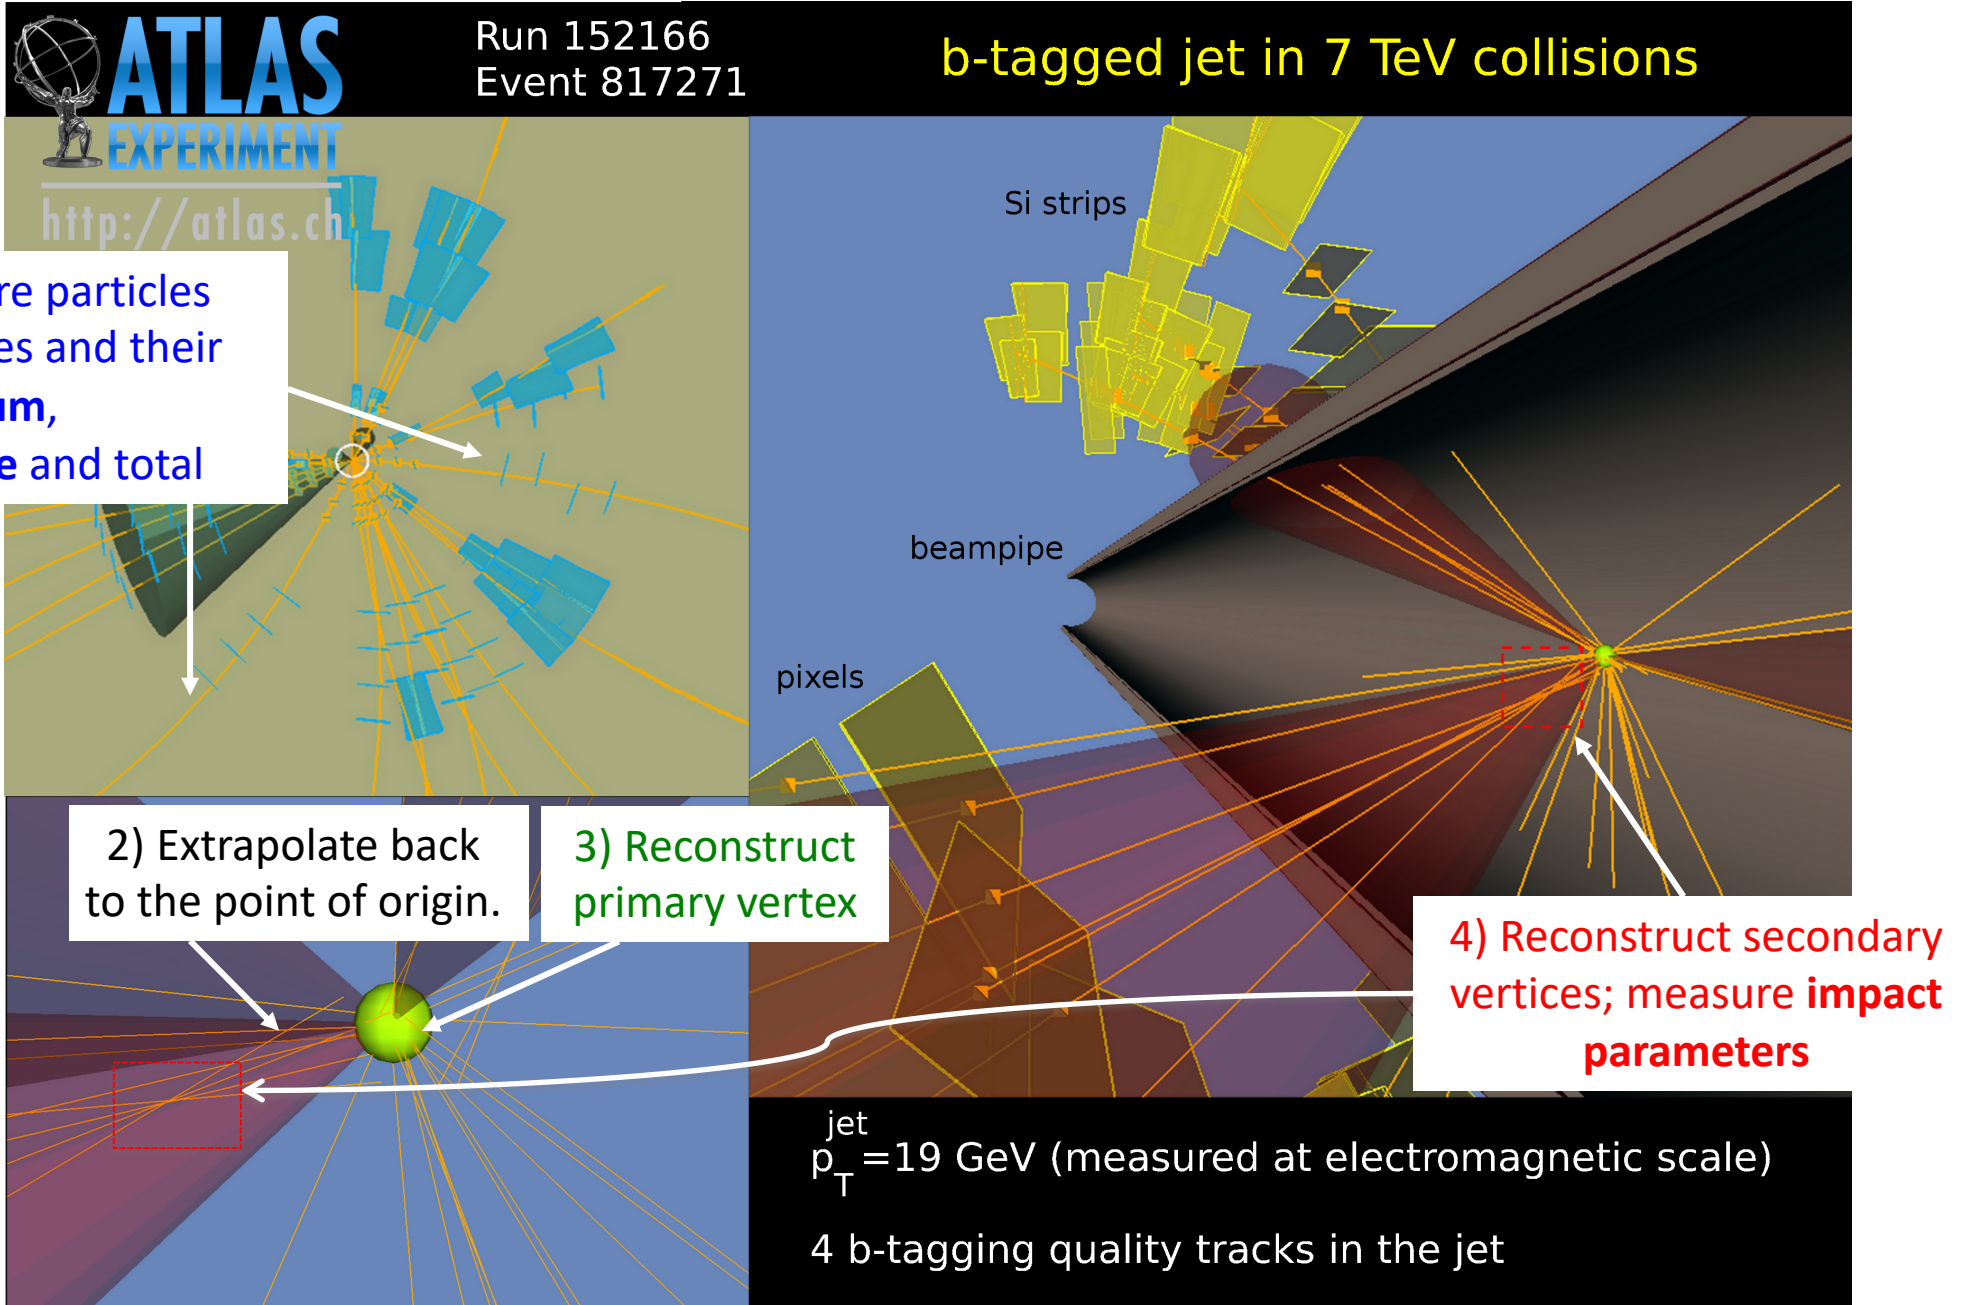 ATLAS
EXPERIMENT
http://atlas.ch
Run 152166
Event 817271
b-tagged jet in 7 TeV collisions
re particles
es and their
um,
e and total
Si strips
beampipe
pixels
2) Extrapolate back
to the point of origin.
3) Reconstruct
primary vertex
4) Reconstruct secondary
vertices; measure impact
parameters
jet
p_T=19 GeV (measured at electromagnetic scale)
4 b-tagging quality tracks in the jet